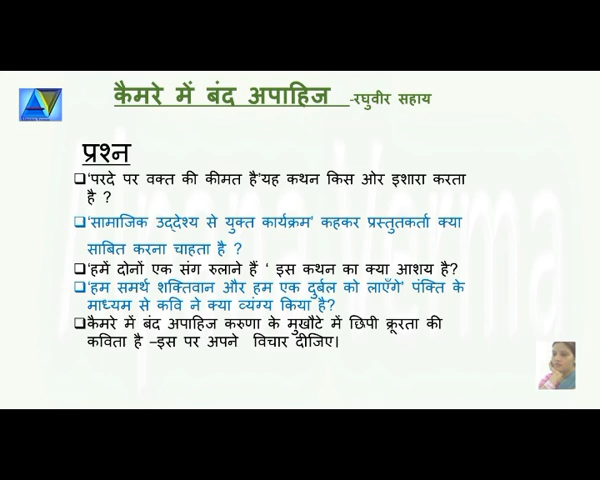 कैमरे में बंद अपाहिज -रघुवीर सहाय
प्रश्न
❑'परदे पर वक्त की कीमत है'यह कथन किस ओर इशारा करता
है ?
❑'सामाजिक उद्देश्य से युक्त कार्यक्रम' कहकर प्रस्तुतकर्ता क्या
साबित करना चाहता है ?
❑'हमें दोनों एक संग रुलाने हैं ' इस कथन का क्या आशय है?
❑'हम समर्थ शक्तिवान और हम एक दुर्बल को लाएँगे' पंक्ति के
माध्यम से कवि ने क्या व्यंग्य किया है?
❑कैमरे में बंद अपाहिज करुणा के मुखौटे में छिपी क्रूरता की
कविता है –इस पर अपने विचार दीजिए।